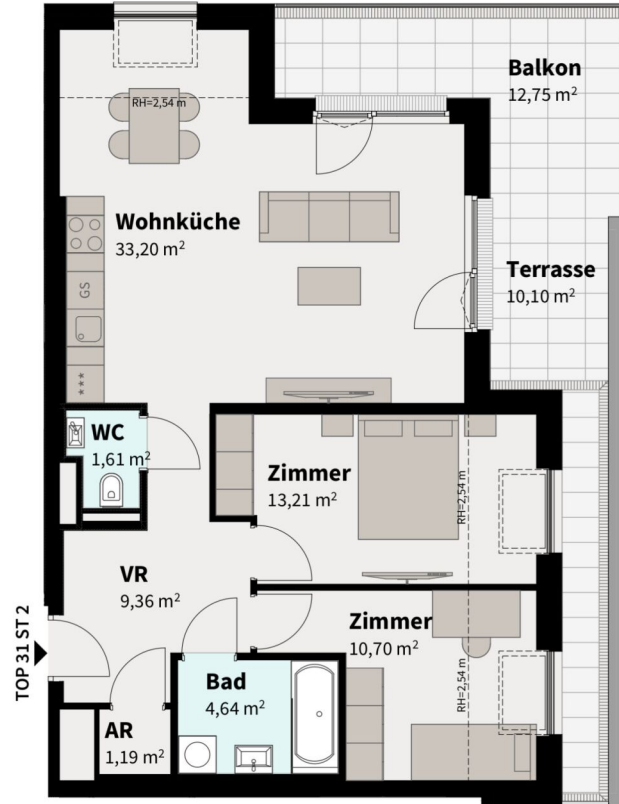 Balkon
12,75 m²
RH=2,54 m
Wohnküche
33,20 m²
Terrasse
10,10 m²
GS
***
WC
1,61 m²
Zimmer
13,21 m²
RH=2,54 m
VR
9,36 m²
Zimmer
10,70 m²
RH=2,54 m
TOP 31 ST 2
Bad
4,64 m²
AR
1,19 m²